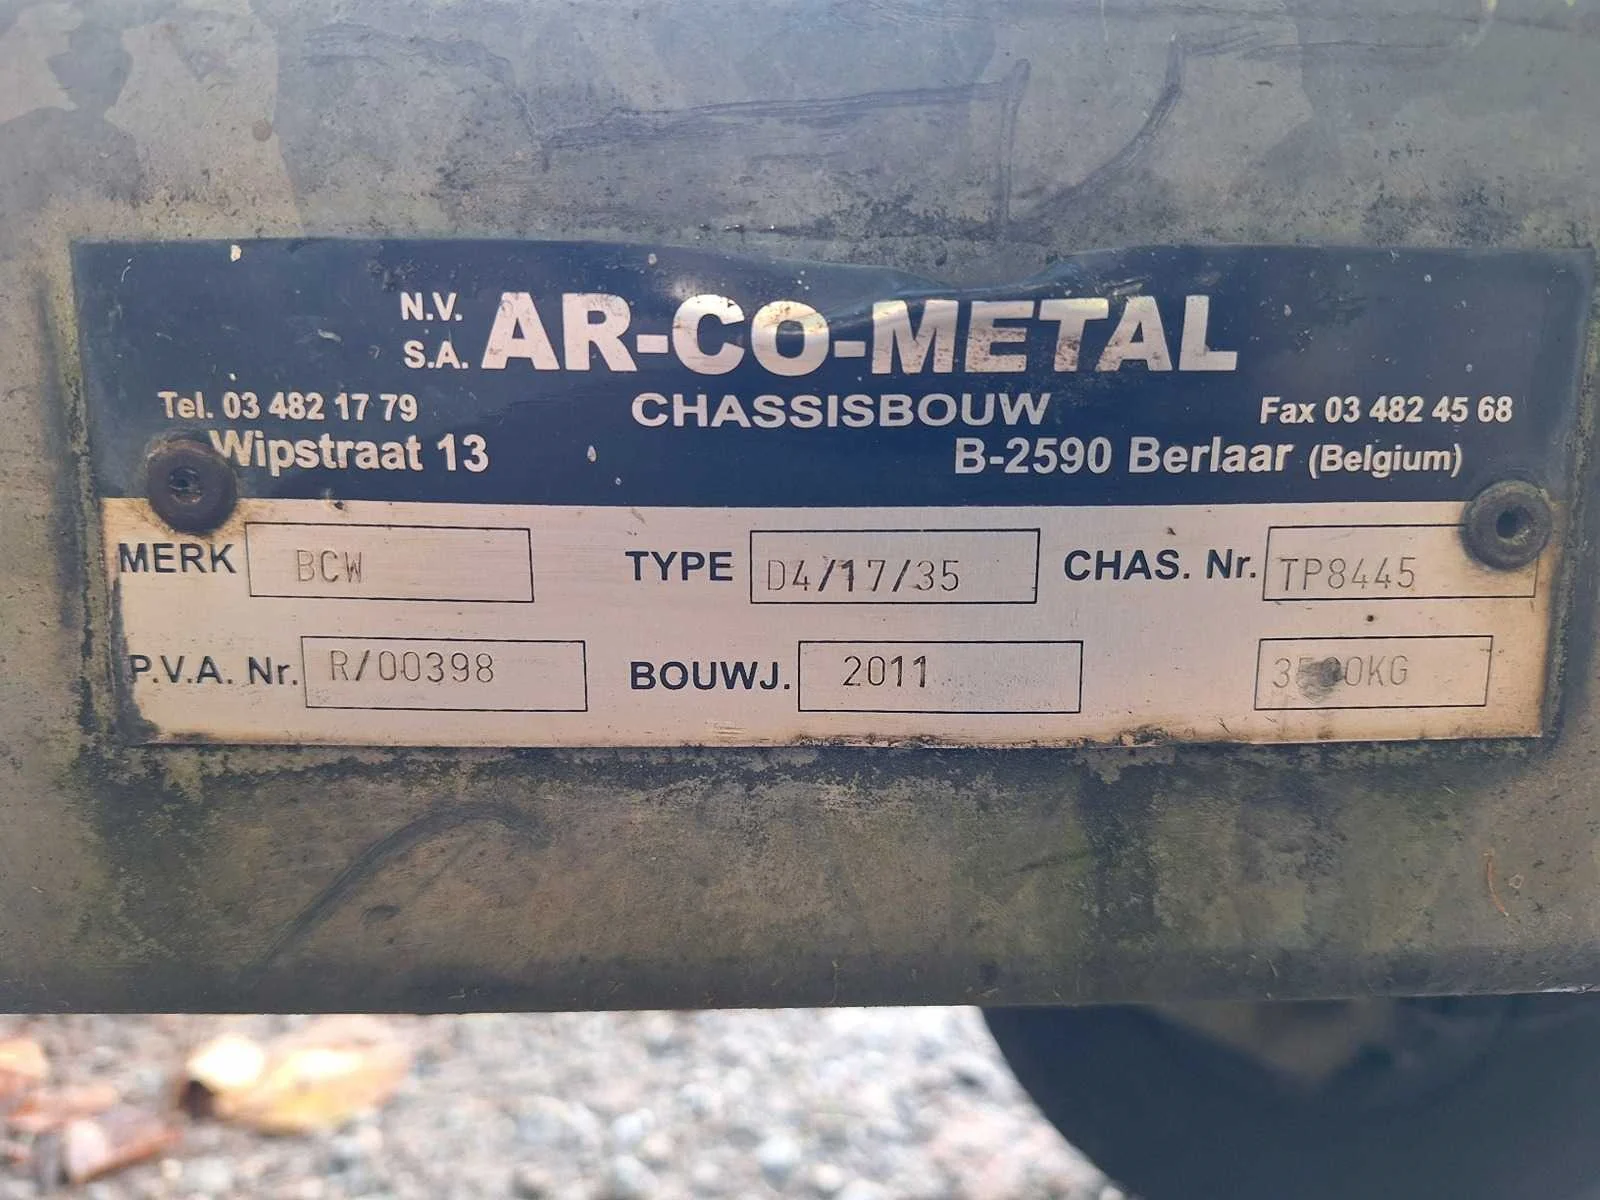 N.V. S.A. AR-CO-METAL
Tel. 03 482 17 79 CHASSISBOUW Fax 03 482 45 68
Wipstraat 13 B-2590 Berlaar (Belgium)
MERK BCW TYPE D4/17/35 CHAS. Nr. TP8445
P.V.A. Nr. R/00398 BOUWJ. 2011 3500KG